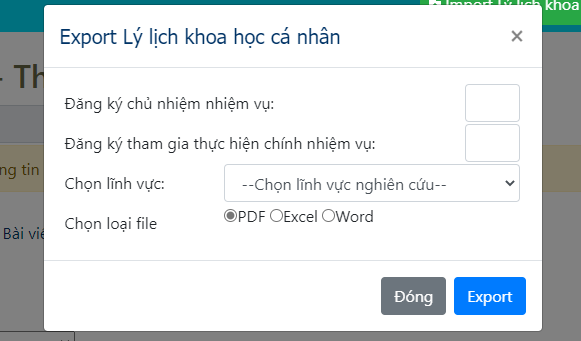 Import Lý lịch khoa
Export Lý lịch khoa học cá nhân
×
- Th
Đăng ký chủ nhiệm nhiệm vụ:
Đăng ký tham gia thực hiện chính nhiệm vụ:
ng tin
Chọn lĩnh vực:
--Chọn lĩnh vực nghiên cứu--
Chọn loại file
PDF Excel Word
Bài viế
Đóng
Export